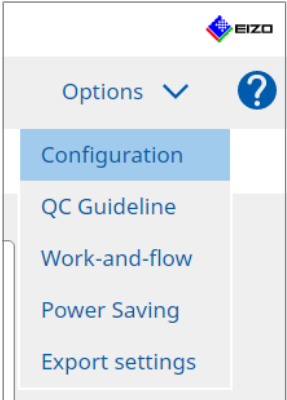 EIZO
Options
?
Configuration
QC Guideline
Work-and-flow
Power Saving
Export settings